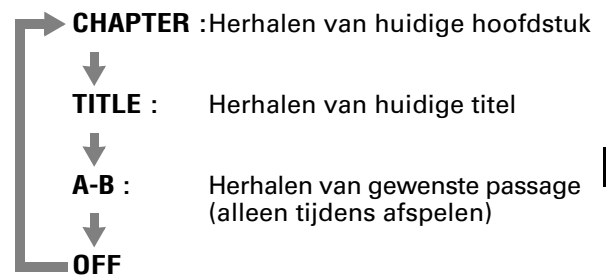 CHAPTER : Herhalen van huidige hoofdstuk
TITLE : Herhalen van huidige titel
A-B : Herhalen van gewenste passage
(alleen tijdens afspelen)
OFF